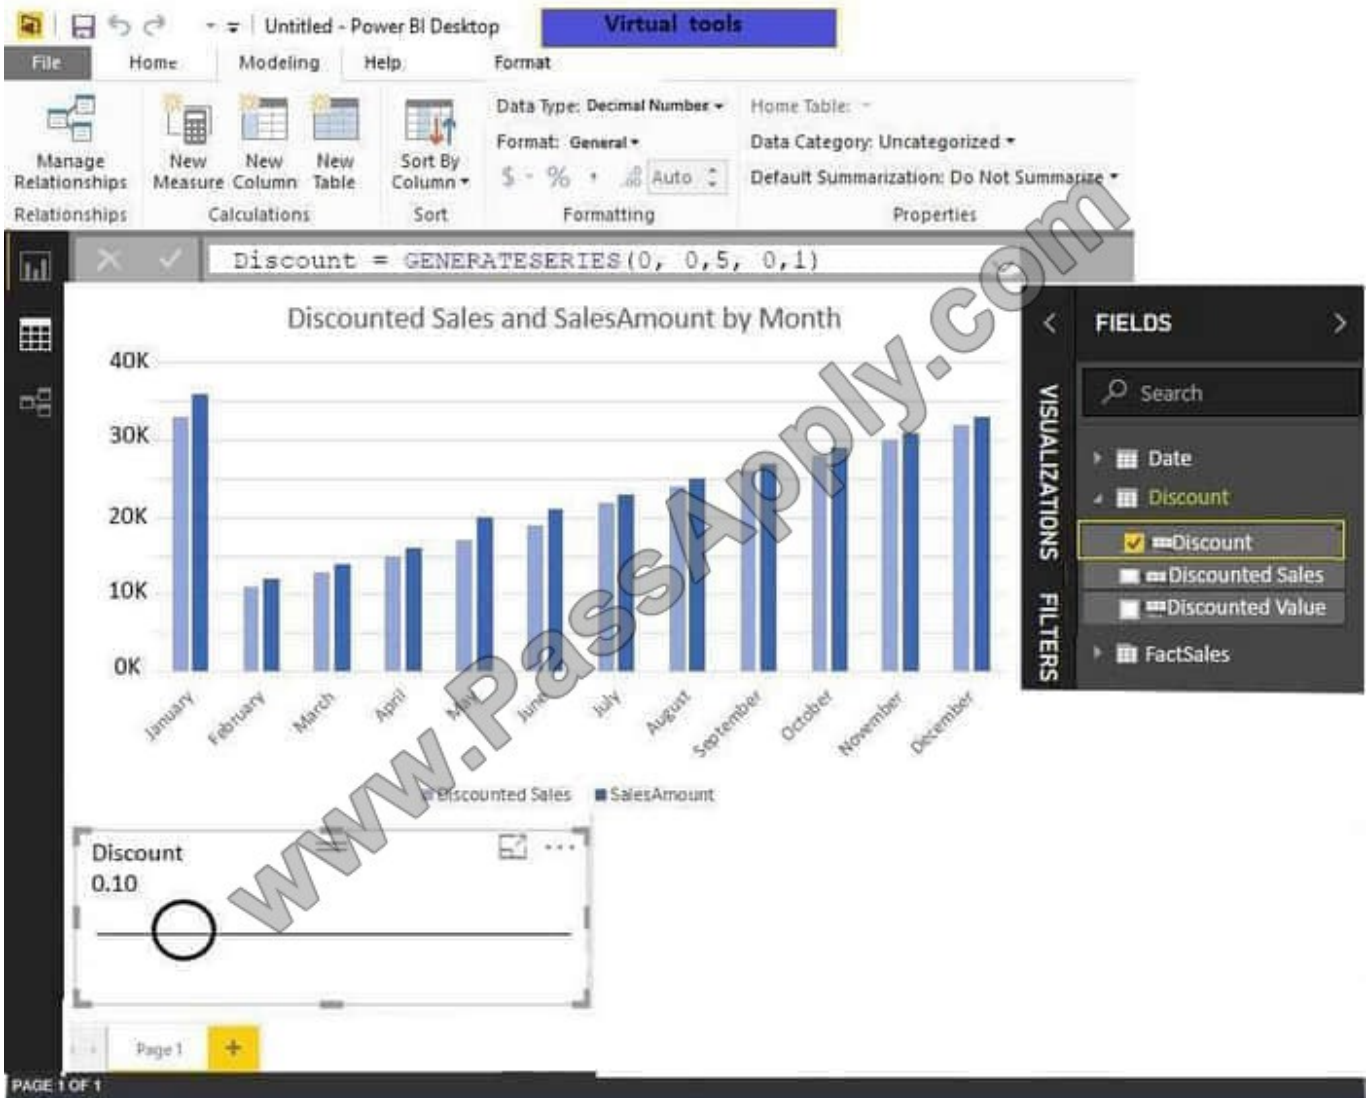 Untitled - Power BI Desktop
Virtual tools
File Home Modeling Help Format
Manage Relationships
New Measure
New Column
New Table
Sort By Column
Data Type: Decimal Number
Format: General
$ - % , .00 Auto
Home Table:
Data Category: Uncategorized
Default Summarization: Do Not Summarize
Relationships Calculations Sort Formatting Properties
Discount = GENERATESERIES(0, 0,5, 0,1)
Discounted Sales and SalesAmount by Month
40K
30K
20K
10K
0K
January February March April May June July August September October November December
Discounted Sales SalesAmount
VISUALIZATIONS
FILTERS
FIELDS
Search
Date
Discount
Discount
Discounted Sales
Discounted Value
FactSales
Discount
0.10
Page 1 +
PAGE 1 OF 1
www.PassApply.com